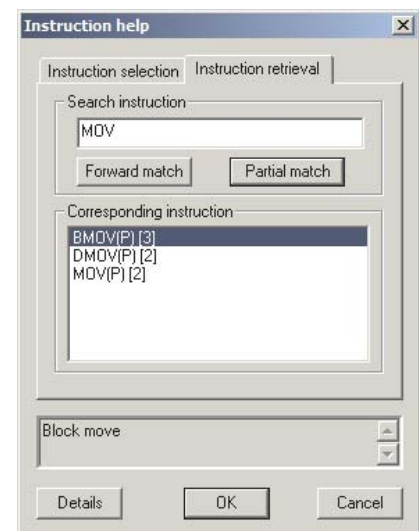 Instruction help
Instruction selection Instruction retrieval
Search instruction
MOV
Forward match Partial match
Corresponding instruction
BMOV(P) [3]
DMOV(P) [2]
MOV(P) [2]
Block move
Details OK Cancel